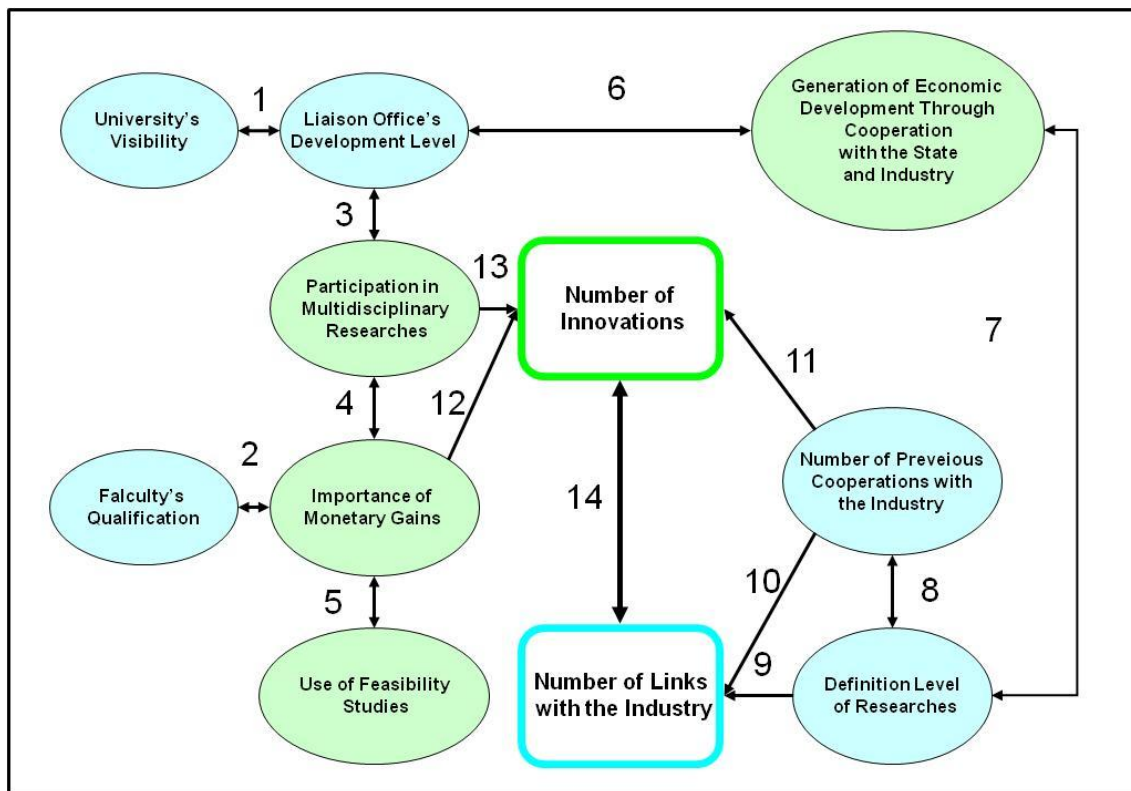 1
6
University's
Visibility
Liaison Office's
Development Level
Generation of Economic
Development Through
Cooperation
with the State
and Industry
3
13
Participation in
Multidisciplinary
Researches
Number of
Innovations
7
11
4
12
2
Falculty's
Qualification
Importance of
Monetary Gains
14
Number of Preveious
Cooperations with
the Industry
5
10
8
9
Use of Feasibility
Studies
Number of Links
with the Industry
Definition Level
of Researches